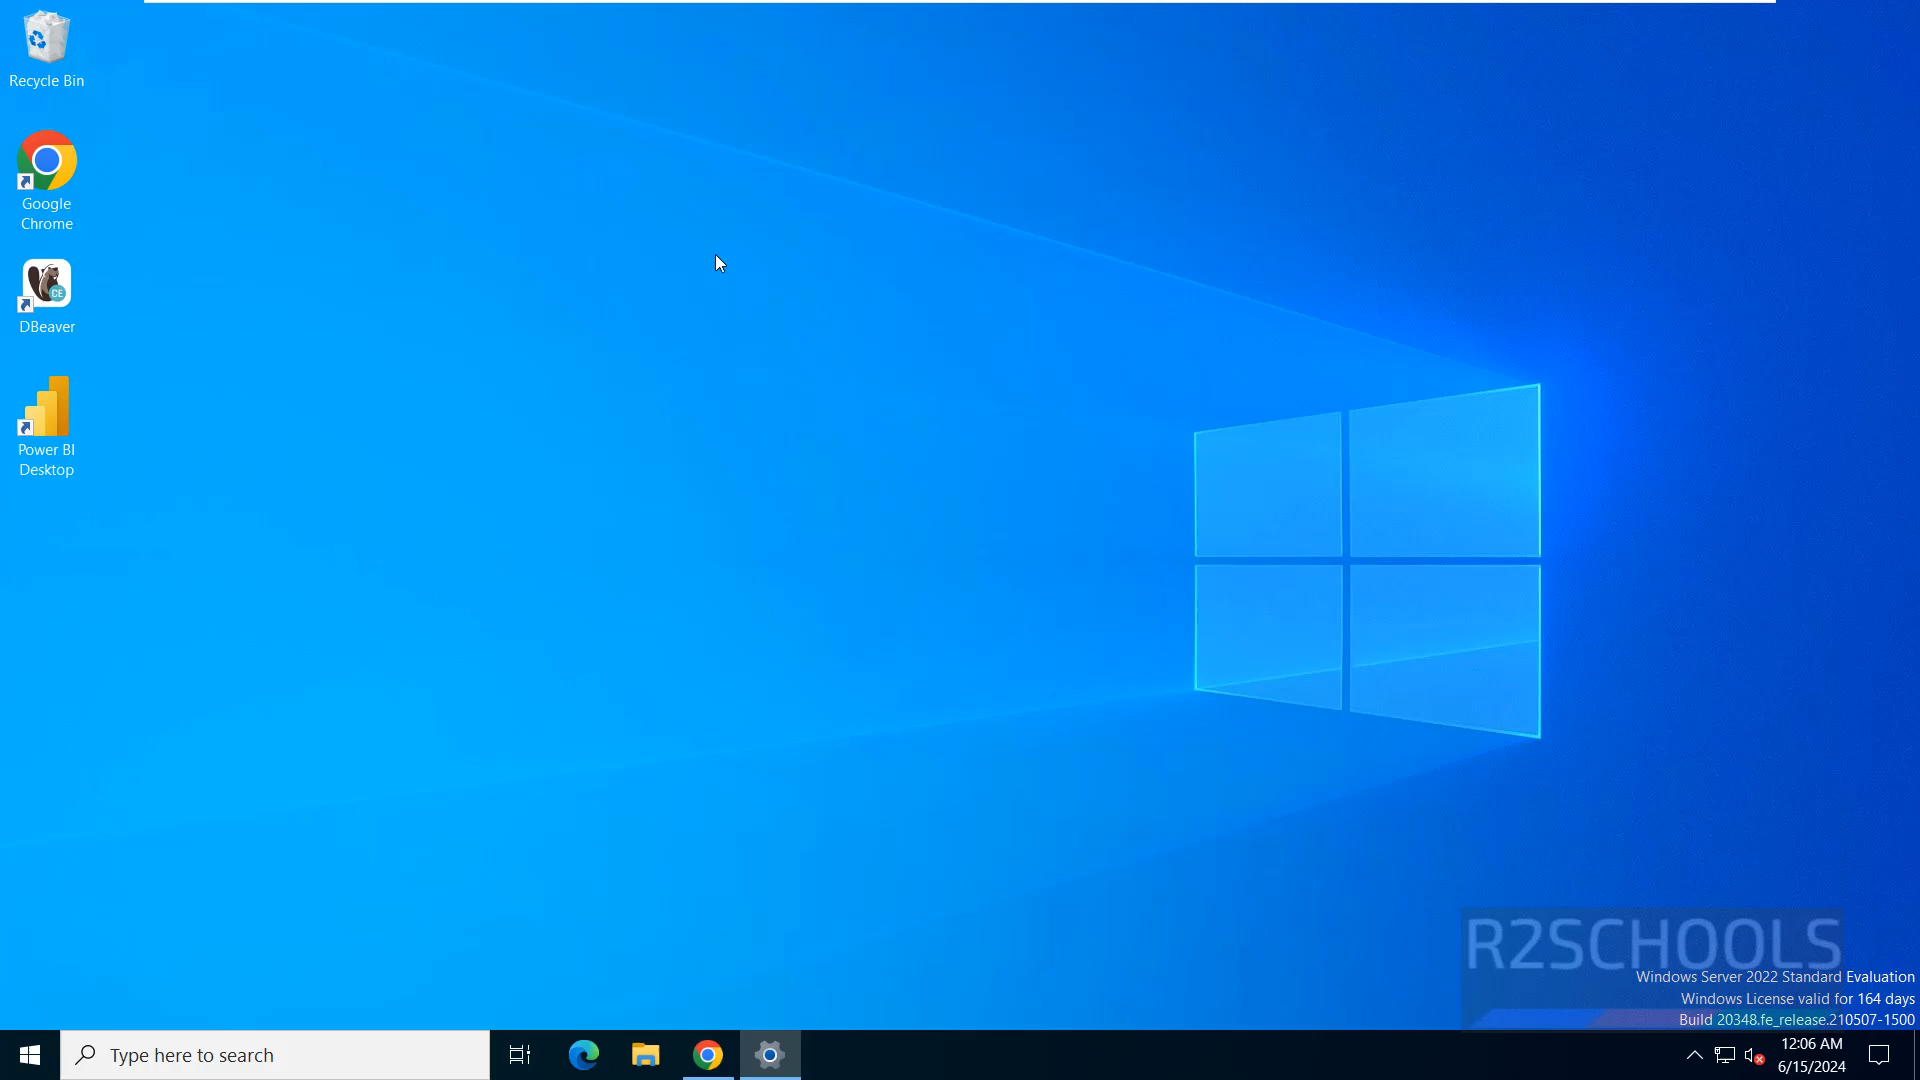 Recycle Bin
Google
Chrome
DBeaver
CE
Power BI
Desktop
R2SCHOOLS
Windows Server 2022 Standard Evaluation
Windows License valid for 164 days
Build 20348.fe_release.210507-1500
Type here to search
12:06 AM
6/15/2024